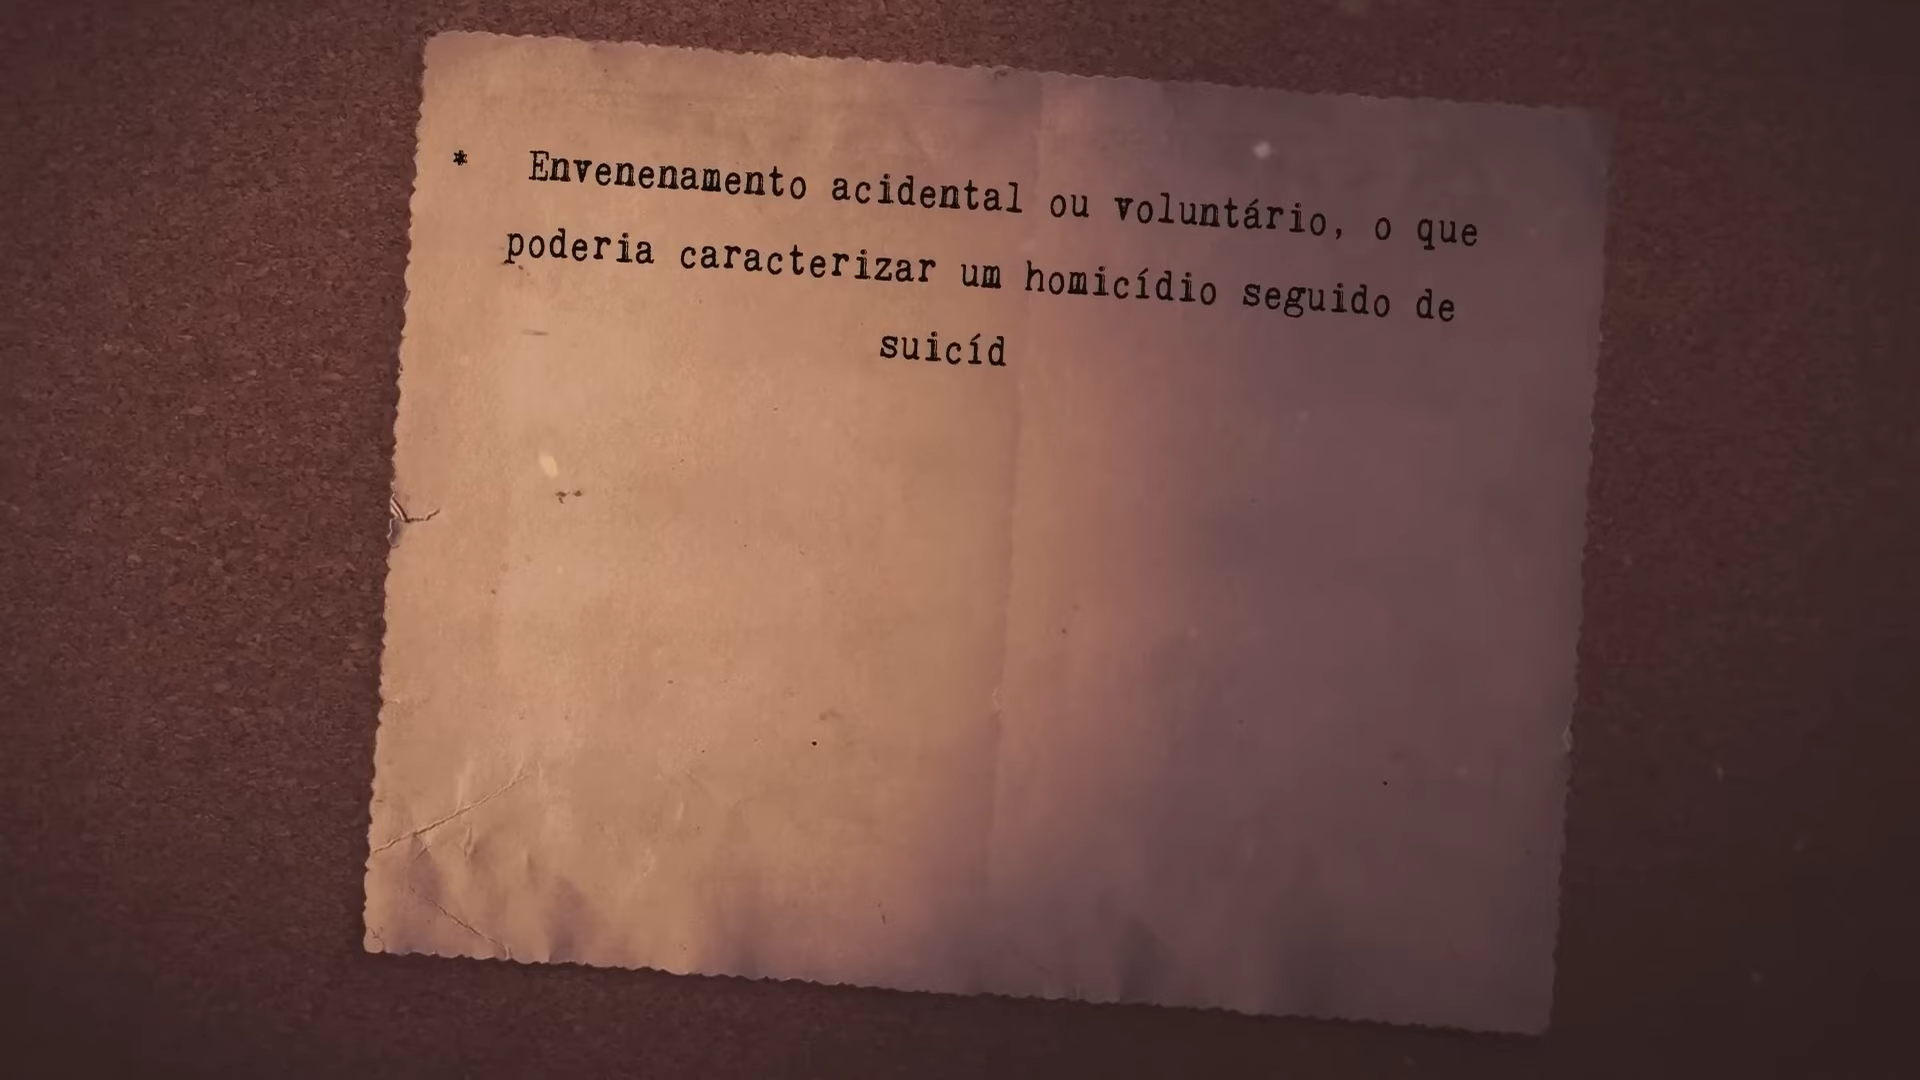 * Envenenamento acidental ou voluntário, o que
poderia caracterizar um homicídio seguido de
suicíd